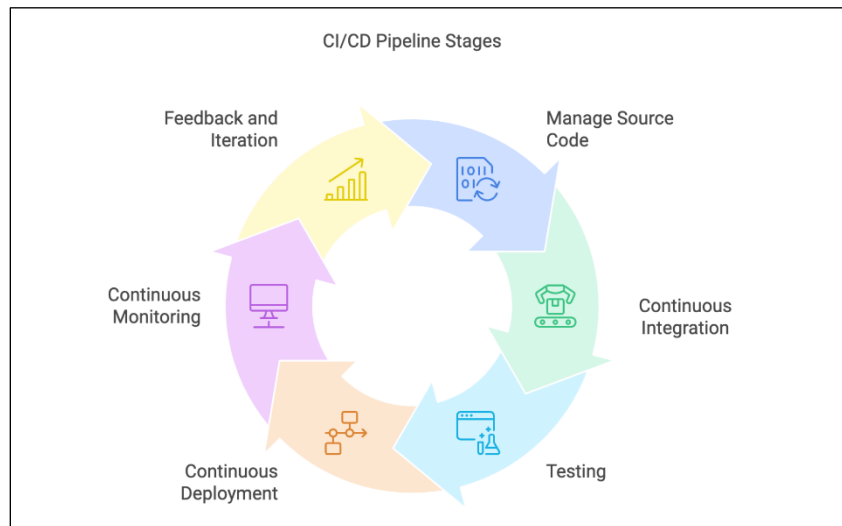 CI/CD Pipeline Stages
Manage Source
Code
Continuous
Integration
Testing
Continuous
Deployment
Continuous
Monitoring
Feedback and
Iteration